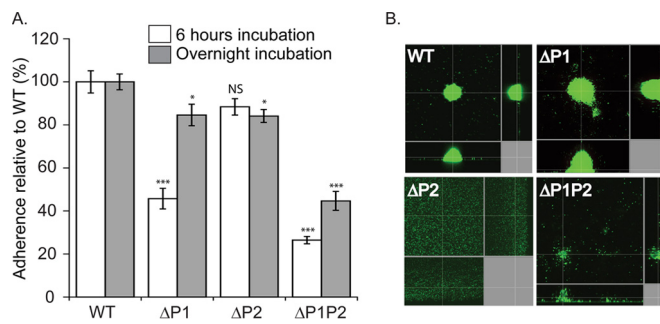 A.
6 hours incubation
Overnight incubation
Adherence relative to WT (%)
120
100
80
60
40
20
0
***
*
NS
*
***
***
WT
ΔP1
ΔP2
ΔP1P2
B.
WT
ΔP1
ΔP2
ΔP1P2